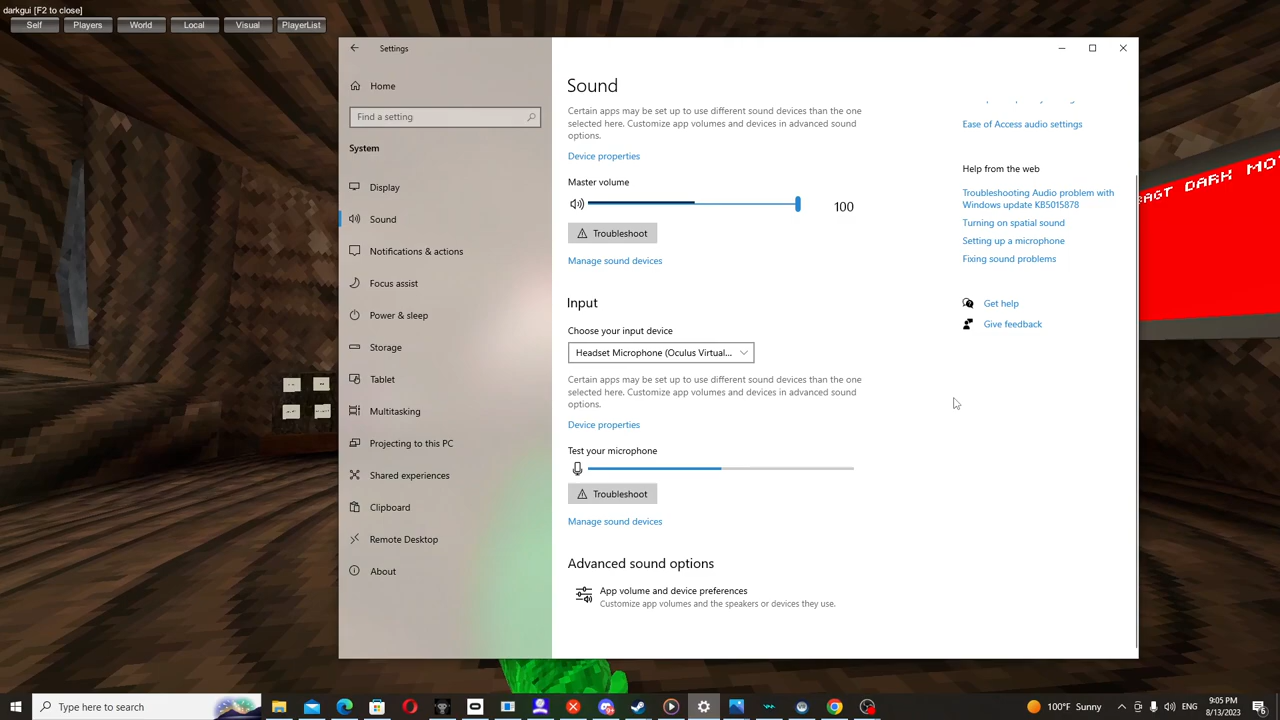 darkgui [F2 to close]
Self Players World Local Visual PlayerList
Settings
Home
Find a setting
System
Display
Sound
Notifications & actions
Focus assist
Power & sleep
Storage
Tablet
Multitasking
Projecting to this PC
Shared experiences
Clipboard
Remote Desktop
About
Sound
Certain apps may be set up to use different sound devices than the one
selected here. Customize app volumes and devices in advanced sound
options.
Device properties
Master volume
100
Troubleshoot
Manage sound devices
Input
Choose your input device
Headset Microphone (Oculus Virtual...
Certain apps may be set up to use different sound devices than the one
selected here. Customize app volumes and devices in advanced sound
options.
Device properties
Test your microphone
Troubleshoot
Manage sound devices
Advanced sound options
App volume and device preferences
Customize app volumes and the speakers or devices they use.
Ease of Access audio settings
Help from the web
Troubleshooting Audio problem with
Windows update KB5015878
Turning on spatial sound
Setting up a microphone
Fixing sound problems
Get help
Give feedback
DARK
Type here to search
100°F Sunny
ENG
9:05 PM
8/13/2023